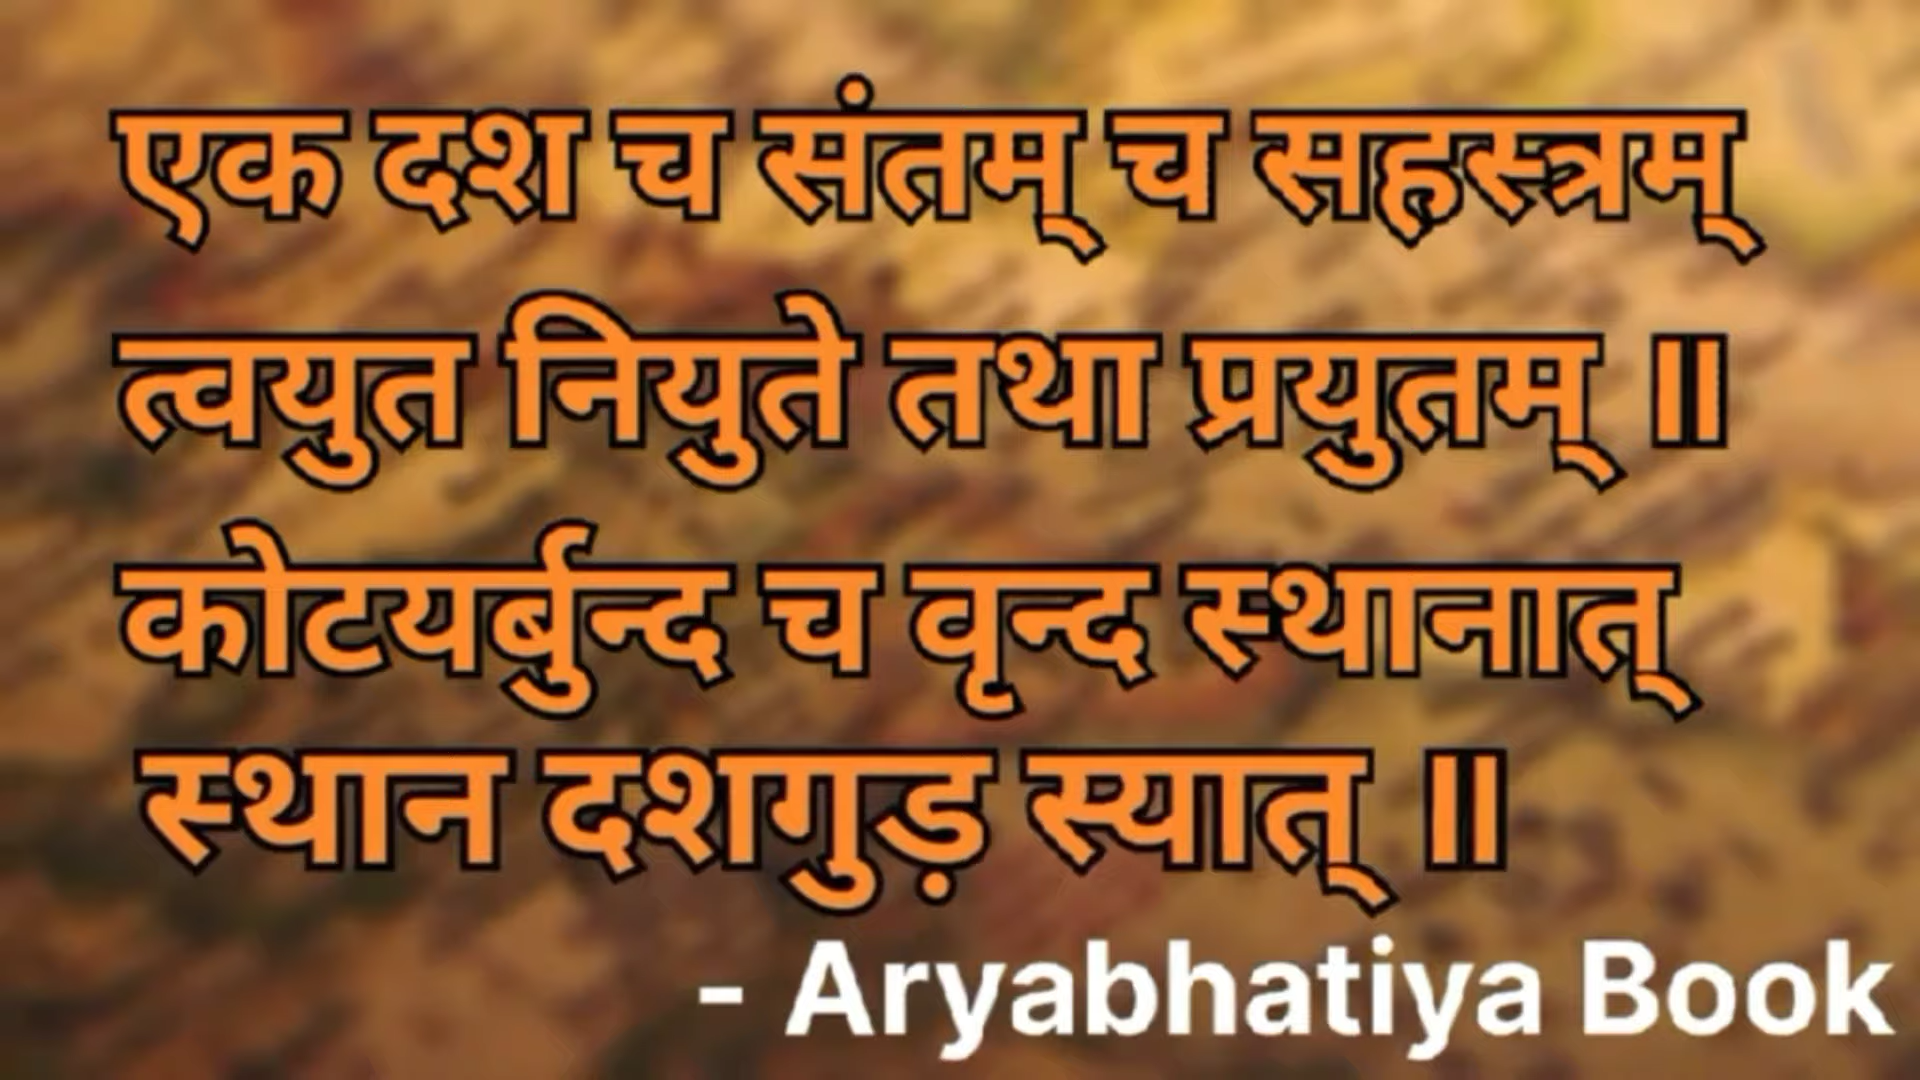 एक दश च संतम् च सहस्त्रम्
त्वयुत नियुते तथा प्रयुतम् ॥
कोटयर्बुन्द च वृन्द स्थानात्
स्थान दशगुड़ स्यात् ॥
- Aryabhatiya Book